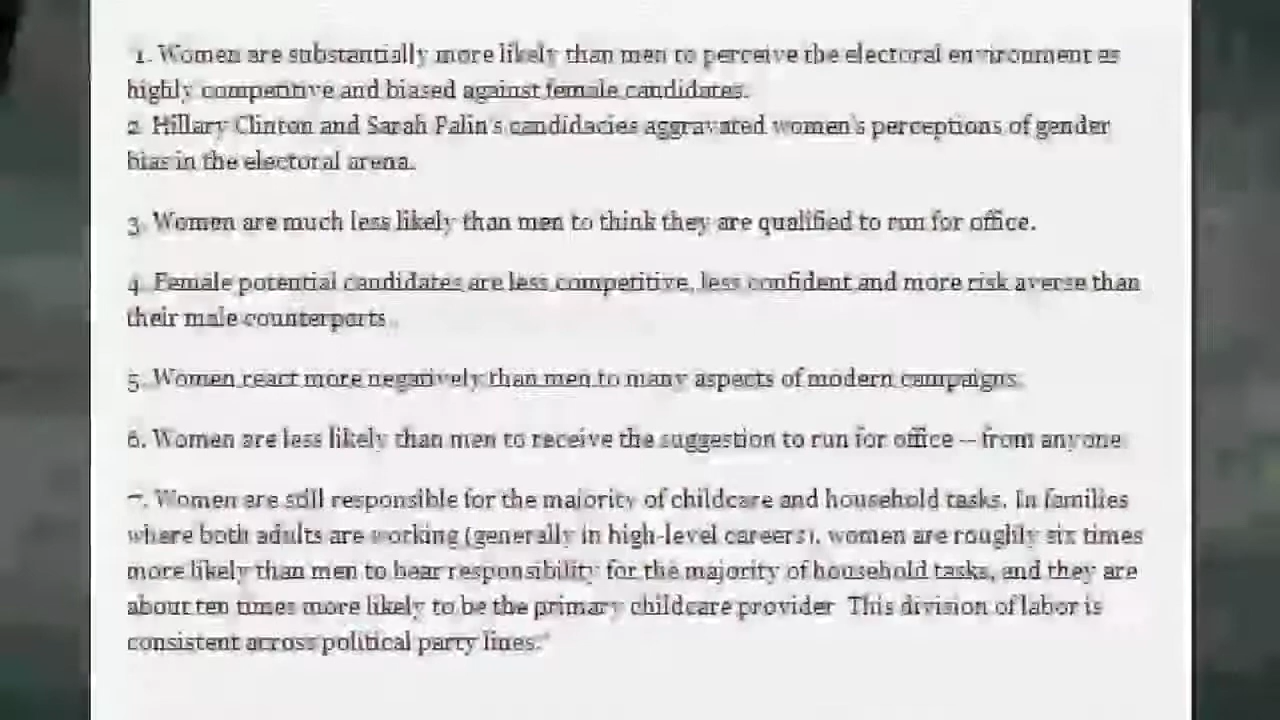 1. Women are substantially more likely than men to perceive the electoral environment as
highly competitive and biased against female candidates.
2. Hillary Clinton and Sarah Palin's candidacies aggravated women's perceptions of gender
bias in the electoral arena.
3. Women are much less likely than men to think they are qualified to run for office.
4. Female potential candidates are less competitive, less confident and more risk averse than
their male counterparts.
5. Women react more negatively than men to many aspects of modern campaigns.
6. Women are less likely than men to receive the suggestion to run for office -- from anyone.
7. Women are still responsible for the majority of childcare and household tasks. In families
where both adults are working (generally in high-level careers), women are roughly six times
more likely than men to bear responsibility for the majority of household tasks, and they are
about ten times more likely to be the primary childcare provider. This division of labor is
consistent across political party lines."